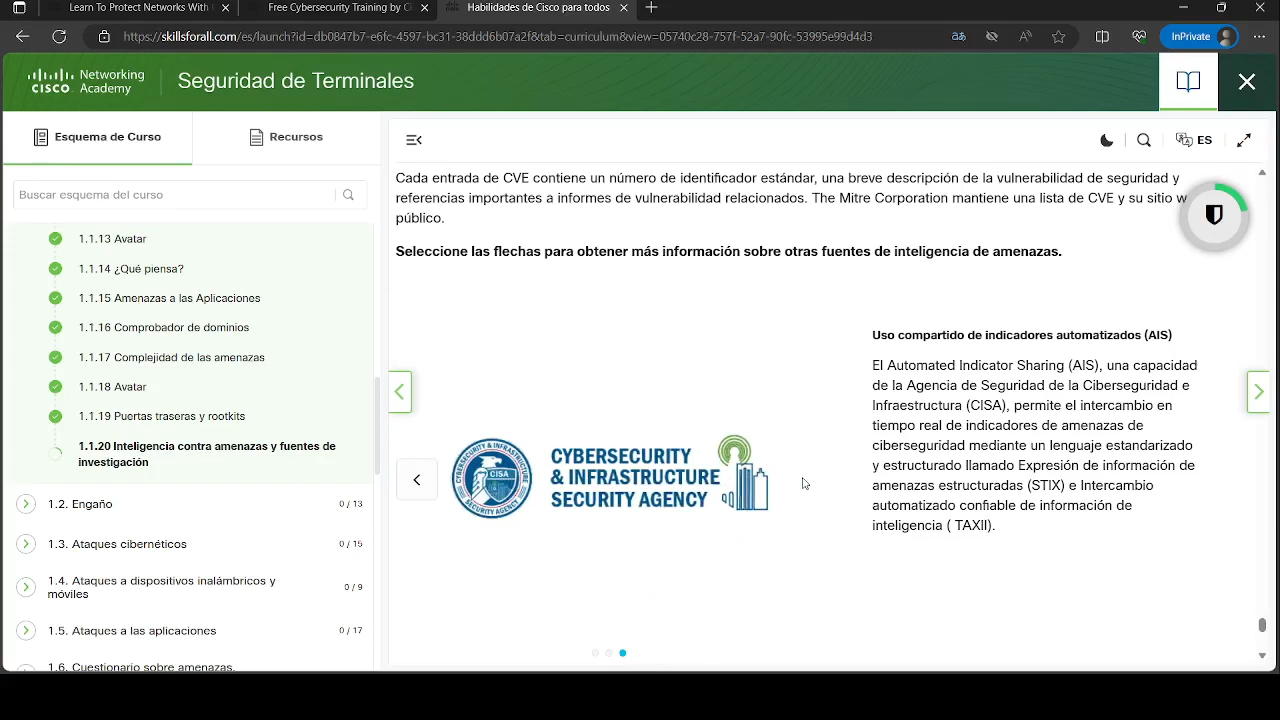 Learn To Protect Networks With
Free Cybersecurity Training by Ci
Habilidades de Cisco para todos
https://skillsforall.com/es/launch?id=db0847b7-e6fc-4597-bc31-38ddd6b07a2f&tab=curriculum&view=05740c28-757f-52a7-90fc-53995e99d4d3
InPrivate
CISCO
Networking
Academy
Seguridad de Terminales
Esquema de Curso
Recursos
Buscar esquema del curso
1.1.13 Avatar
1.1.14 ¿Qué piensa?
1.1.15 Amenazas a las Aplicaciones
1.1.16 Comprobador de dominios
1.1.17 Complejidad de las amenazas
1.1.18 Avatar
1.1.19 Puertas traseras y rootkits
1.1.20 Inteligencia contra amenazas y fuentes de
investigación
1.2. Engaño 0 / 13
1.3. Ataques cibernéticos 0 / 15
1.4. Ataques a dispositivos inalámbricos y
móviles 0 / 9
1.5. Ataques a las aplicaciones 0 / 17
1.6. Cuestionario sobre amenazas,
ES
Cada entrada de CVE contiene un número de identificador estándar, una breve descripción de la vulnerabilidad de seguridad y
referencias importantes a informes de vulnerabilidad relacionados. The Mitre Corporation mantiene una lista de CVE y su sitio w
público.
Seleccione las flechas para obtener más información sobre otras fuentes de inteligencia de amenazas.
CYBERSECURITY & INFRASTRUCTURE
CISA
SECURITY AGENCY
CYBERSECURITY
& INFRASTRUCTURE
SECURITY AGENCY
Uso compartido de indicadores automatizados (AIS)
El Automated Indicator Sharing (AIS), una capacidad
de la Agencia de Seguridad de la Ciberseguridad e
Infraestructura (CISA), permite el intercambio en
tiempo real de indicadores de amenazas de
ciberseguridad mediante un lenguaje estandarizado
y estructurado llamado Expresión de información de
amenazas estructuradas (STIX) e Intercambio
automatizado confiable de información de
inteligencia ( TAXII).